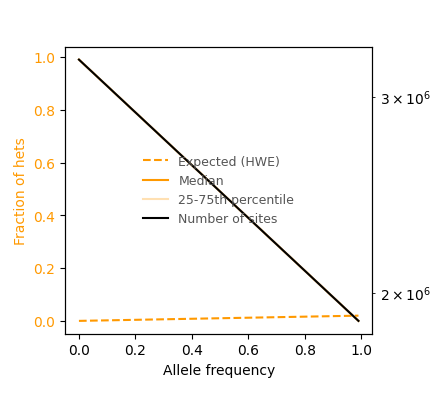 1.0
0.8
0.6
0.4
0.2
0.0
Fraction of hets
Expected (HWE)
Median
25-75th percentile
Number of sites
3 × 10⁶
2 × 10⁶
0.0 0.2 0.4 0.6 0.8 1.0
Allele frequency